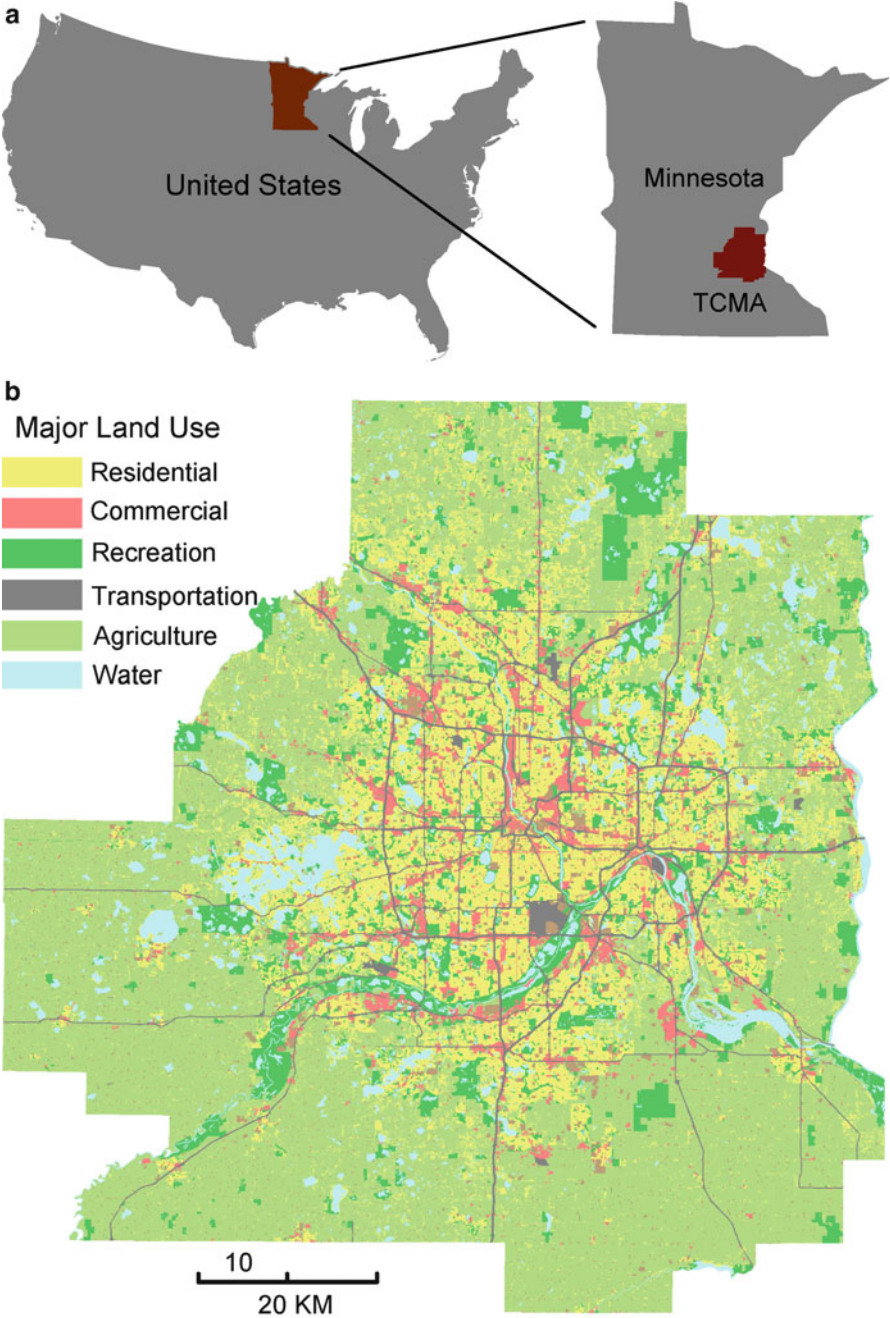 a
United States
Minnesota
TCMA
b
Major Land Use
Residential
Commercial
Recreation
Transportation
Agriculture
Water
10
20 KM